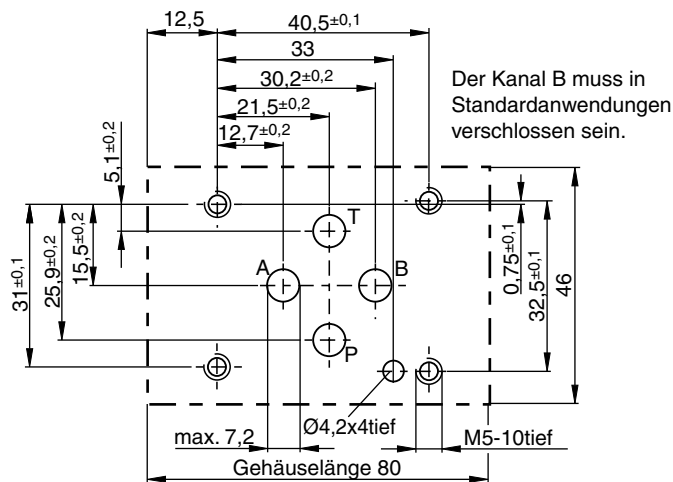 12,5
40,5±0,1
33
30,2±0,2
21,5±0,2
12,7±0,2
Der Kanal B muss in
Standardanwendungen
verschlossen sein.
5,1±0,2
T
A
B
P
31±0,1
25,9±0,2
15,5±0,2
0,75±0,1
32,5±0,1
46
Ø4,2x4tief
max. 7,2
M5-10tief
Gehäuselänge 80